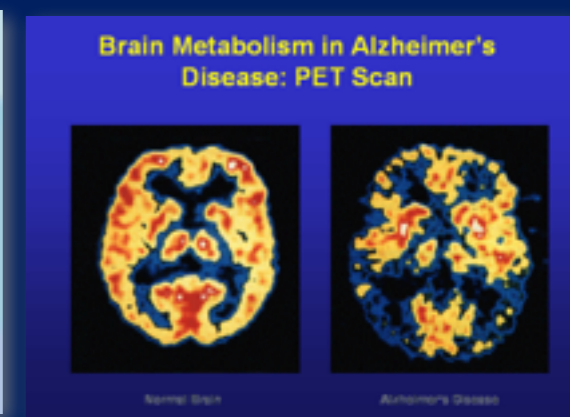 Brain Metabolism in Alzheimer's
Disease: PET Scan
Normal Brain
Alzheimer's Disease